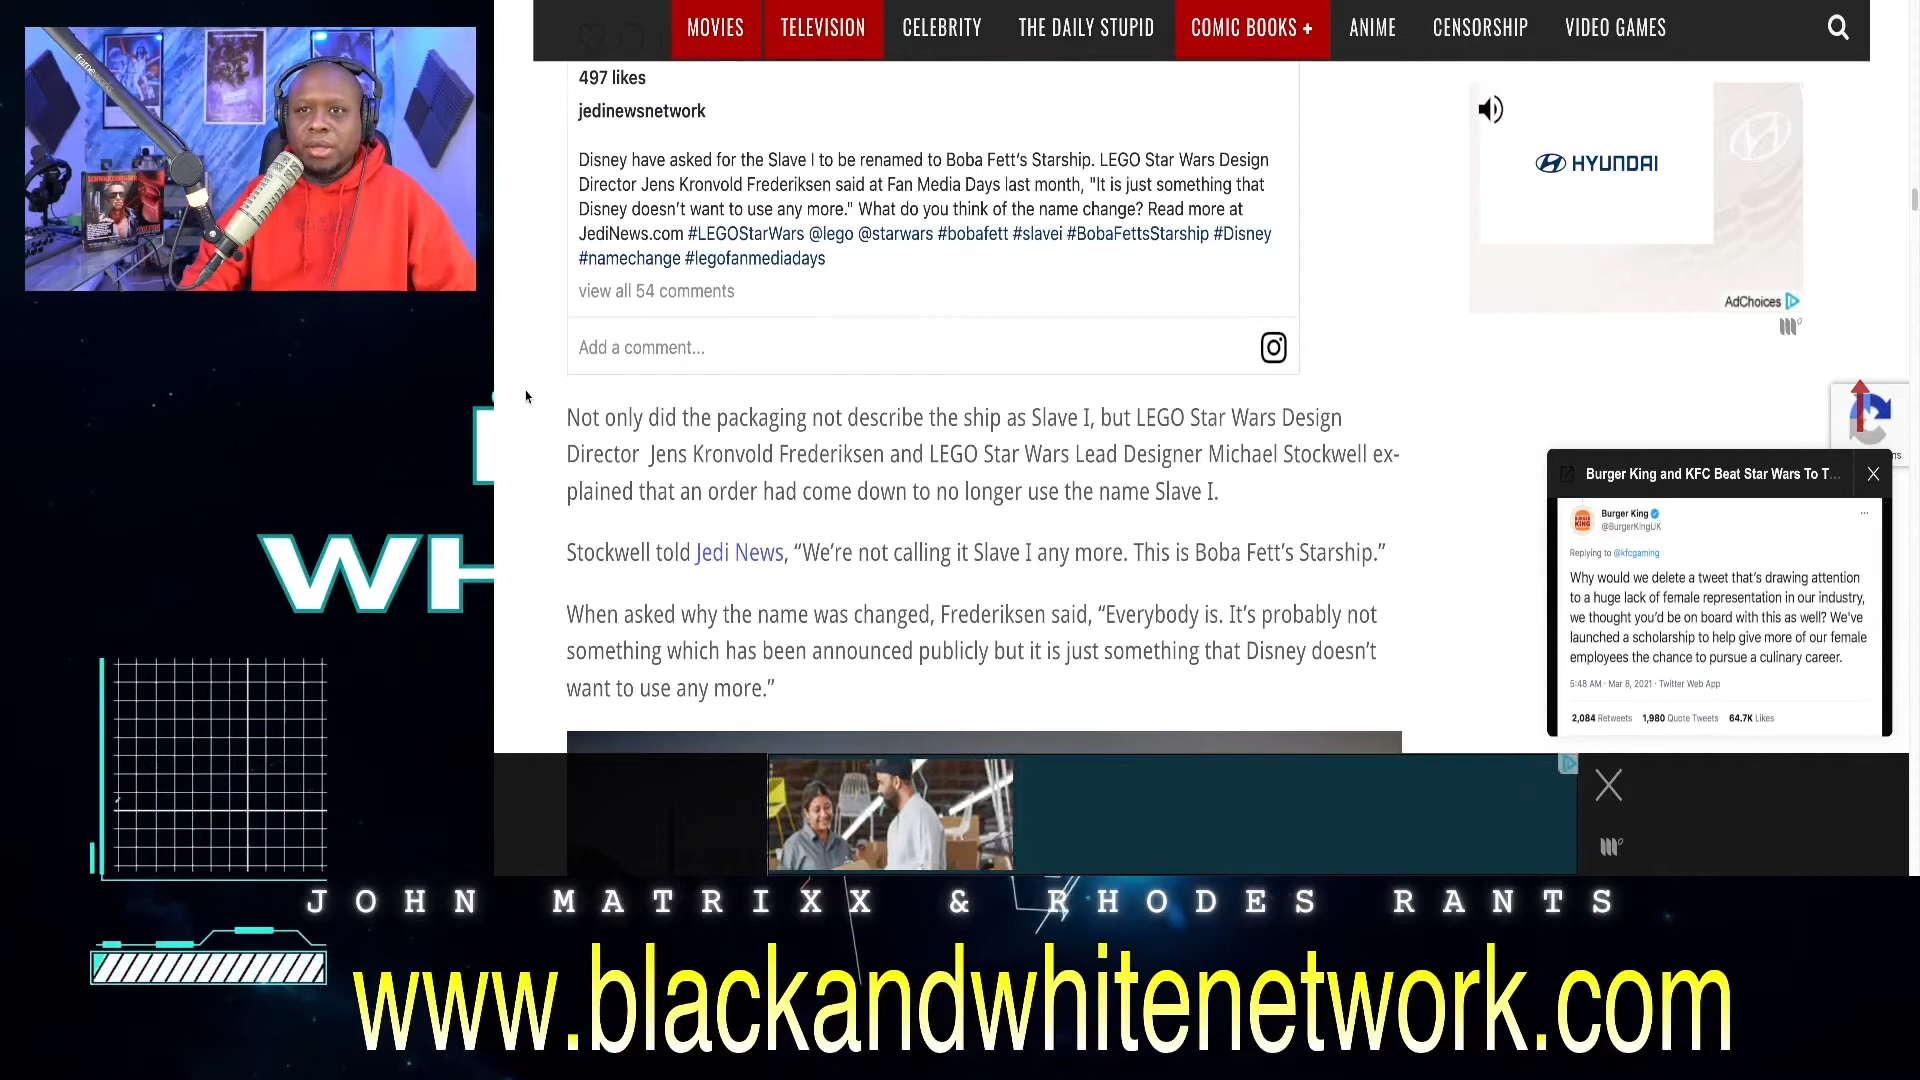 MOVIES TELEVISION CELEBRITY THE DAILY STUPID COMIC BOOKS + ANIME CENSORSHIP VIDEO GAMES
frameworks
SCHWARZENEGGER
497 likes
jedinewsnetwork
Disney have asked for the Slave I to be renamed to Boba Fett's Starship. LEGO Star Wars Design
Director Jens Kronvold Frederiksen said at Fan Media Days last month, "It is just something that
Disney doesn't want to use any more." What do you think of the name change? Read more at
JediNews.com #LEGOStarWars @lego @starwars #bobafett #slavei #BobaFettsStarship #Disney
#namechange #legofanmediadays
view all 54 comments
Add a comment...
HYUNDAI
AdChoices
Not only did the packaging not describe the ship as Slave I, but LEGO Star Wars Design
Director Jens Kronvold Frederiksen and LEGO Star Wars Lead Designer Michael Stockwell ex-
plained that an order had come down to no longer use the name Slave I.
Stockwell told Jedi News, “We’re not calling it Slave I any more. This is Boba Fett’s Starship.”
When asked why the name was changed, Frederiksen said, “Everybody is. It’s probably not
something which has been announced publicly but it is just something that Disney doesn’t
want to use any more.”
ns
Burger King and KFC Beat Star Wars To T...
Burger King
@BurgerKingUK
Replying to @kfcgaming
Why would we delete a tweet that's drawing attention
to a huge lack of female representation in our industry,
we thought you'd be on board with this as well? We've
launched a scholarship to help give more of our female
employees the chance to pursue a culinary career.
5:48 AM · Mar 8, 2021 · Twitter Web App
2,084 Retweets 1,980 Quote Tweets 64.7K Likes
WH
JOHN MATRIXX & RHODES RANTS
www.blackandwhitenetwork.com